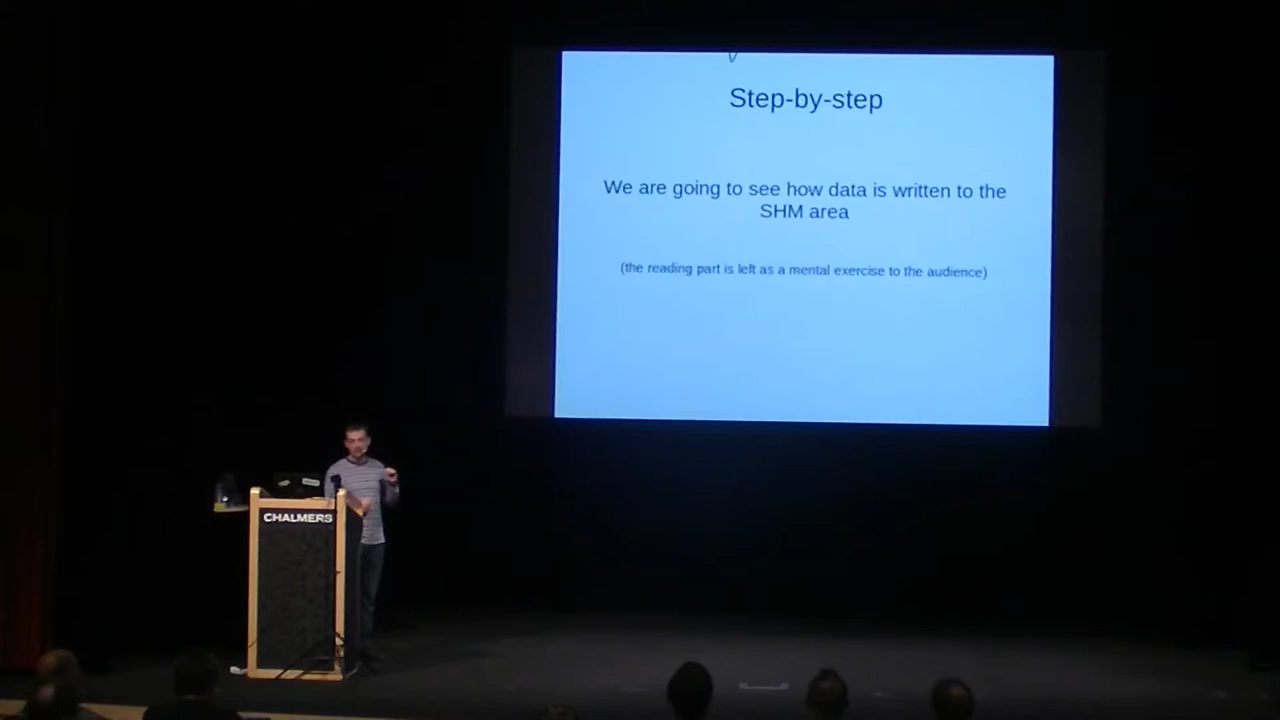 Step-by-step
We are going to see how data is written to the
SHM area
(the reading part is left as a mental exercise to the audience)
CHALMERS